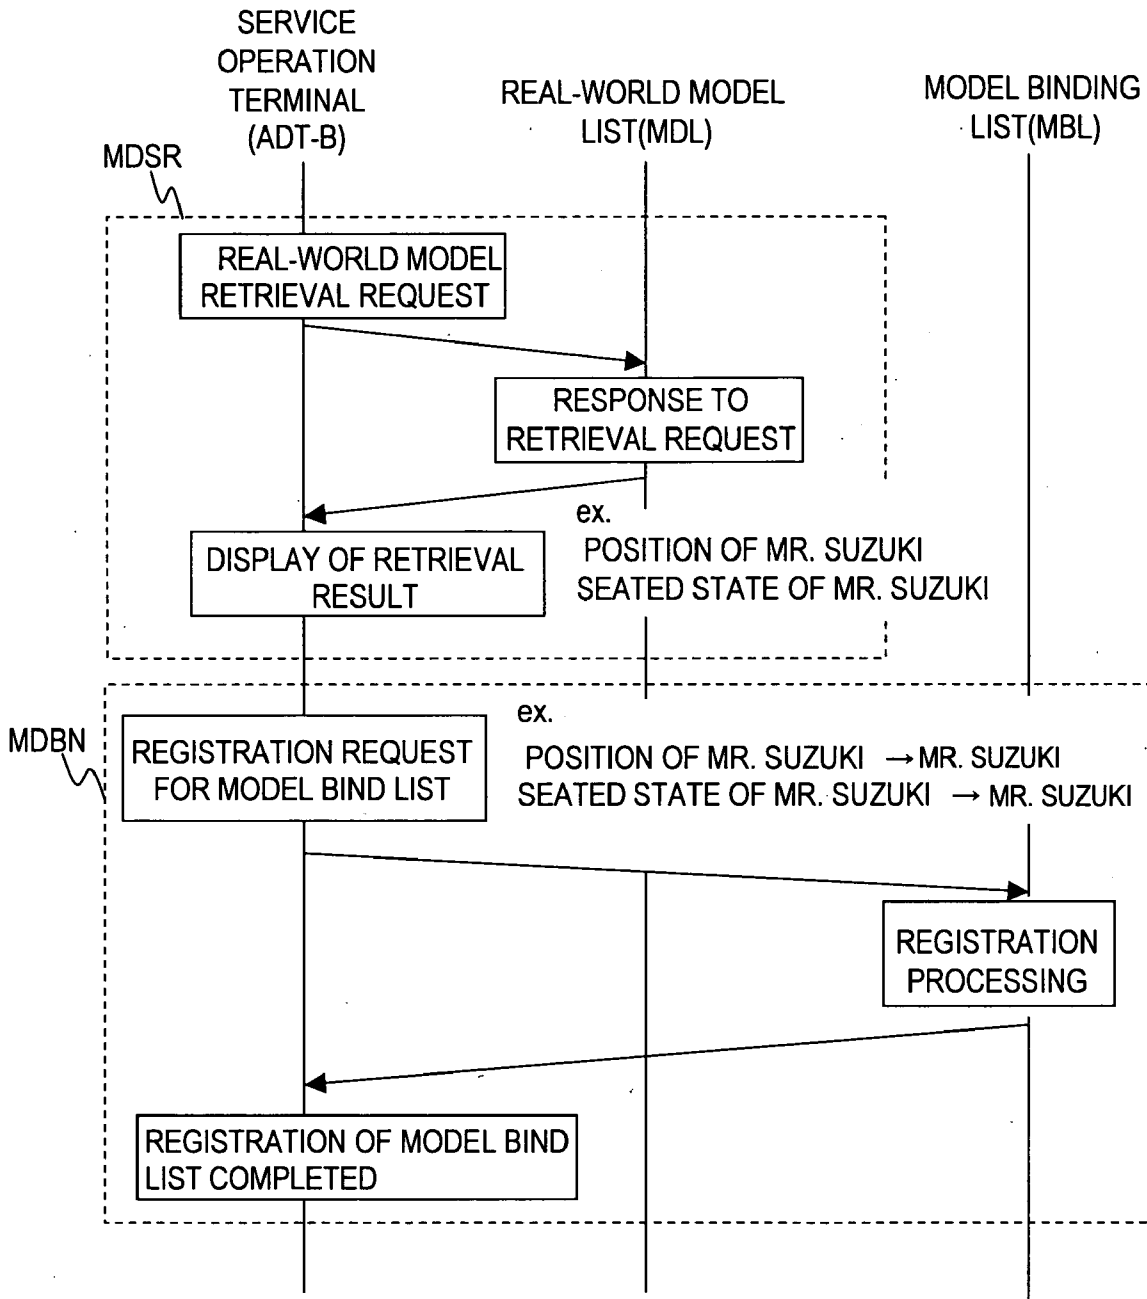 SERVICE
OPERATION
TERMINAL
(ADT-B)
REAL-WORLD MODEL
LIST(MDL)
MODEL BINDING
LIST(MBL)
MDSR
REAL-WORLD MODEL
RETRIEVAL REQUEST
RESPONSE TO
RETRIEVAL REQUEST
DISPLAY OF RETRIEVAL
RESULT
ex.
POSITION OF MR. SUZUKI
SEATED STATE OF MR. SUZUKI
MDBN
REGISTRATION REQUEST
FOR MODEL BIND LIST
ex.
POSITION OF MR. SUZUKI → MR. SUZUKI
SEATED STATE OF MR. SUZUKI → MR. SUZUKI
REGISTRATION
PROCESSING
REGISTRATION OF MODEL BIND
LIST COMPLETED